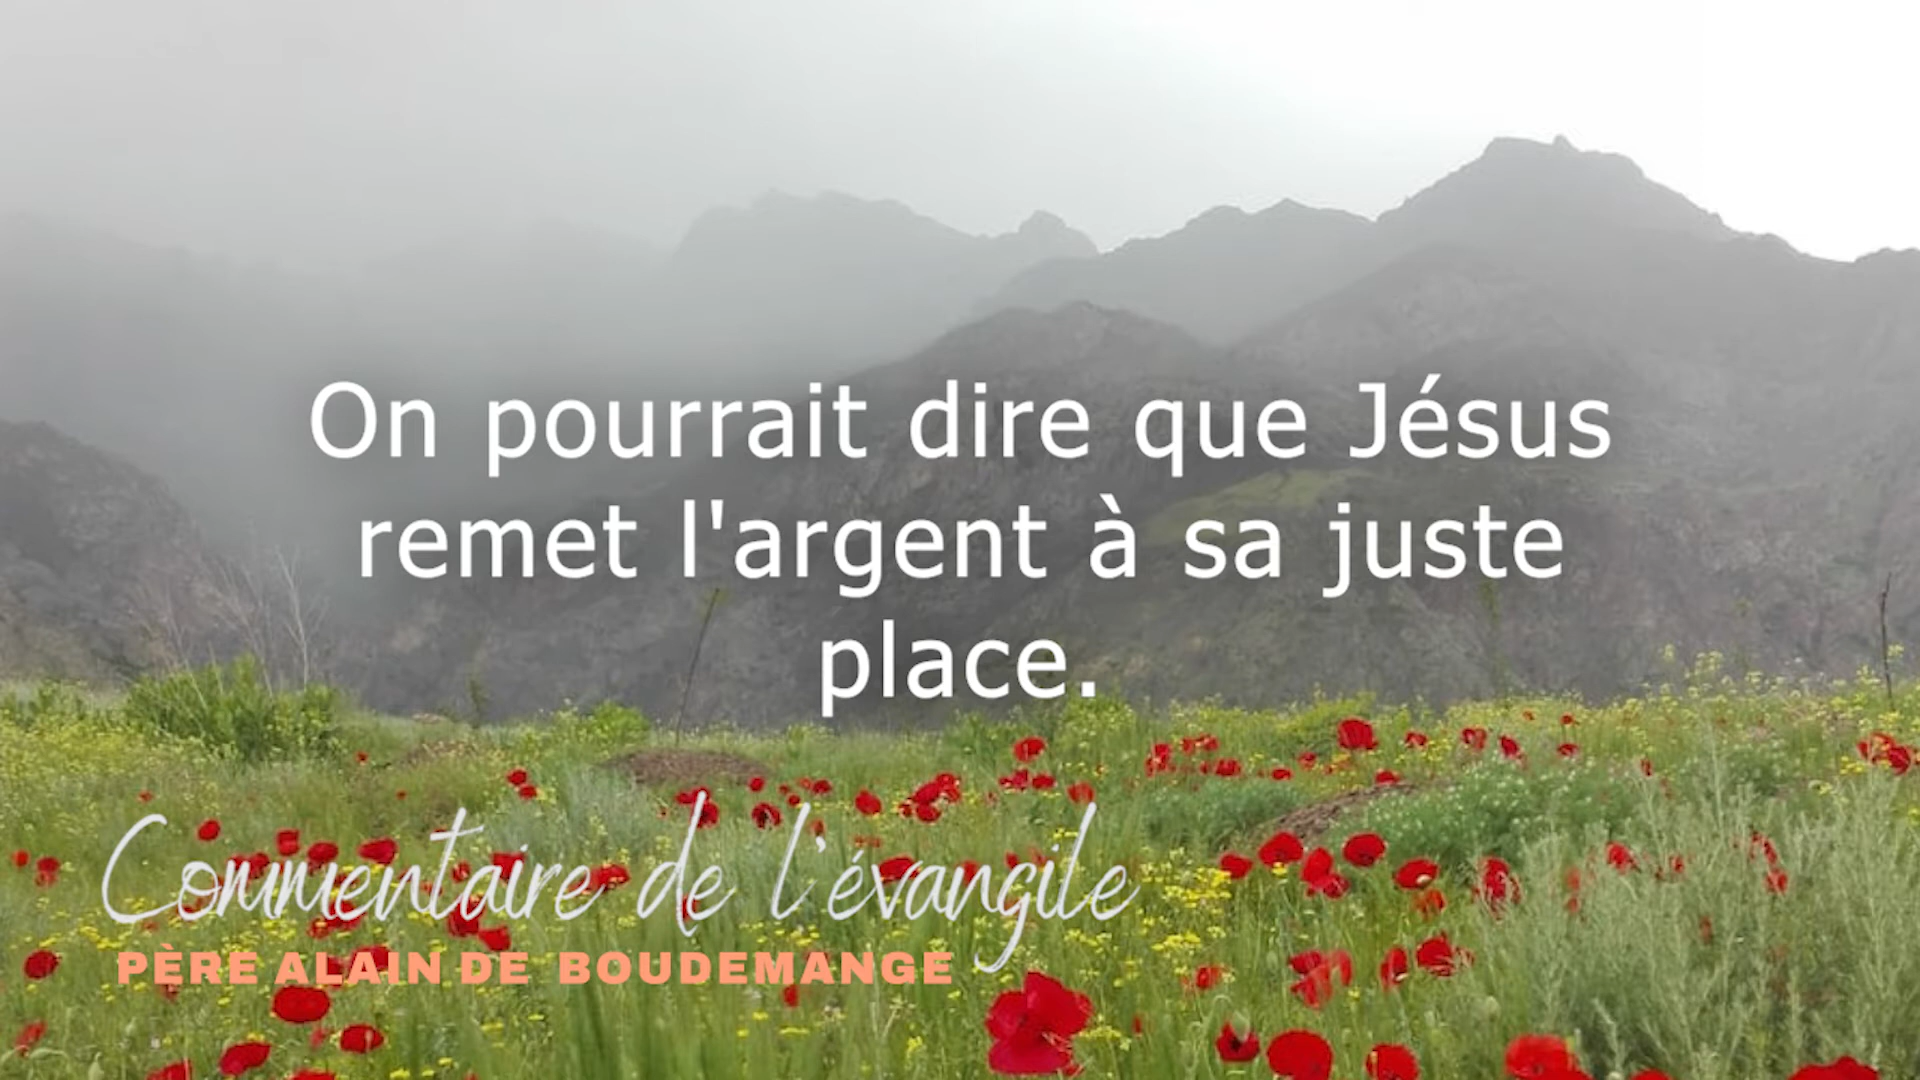 On pourrait dire que Jésus
remet l'argent à sa juste
place.
Commentaire de l'évangile
PÈRE ALAIN DE BOUDEMANGE